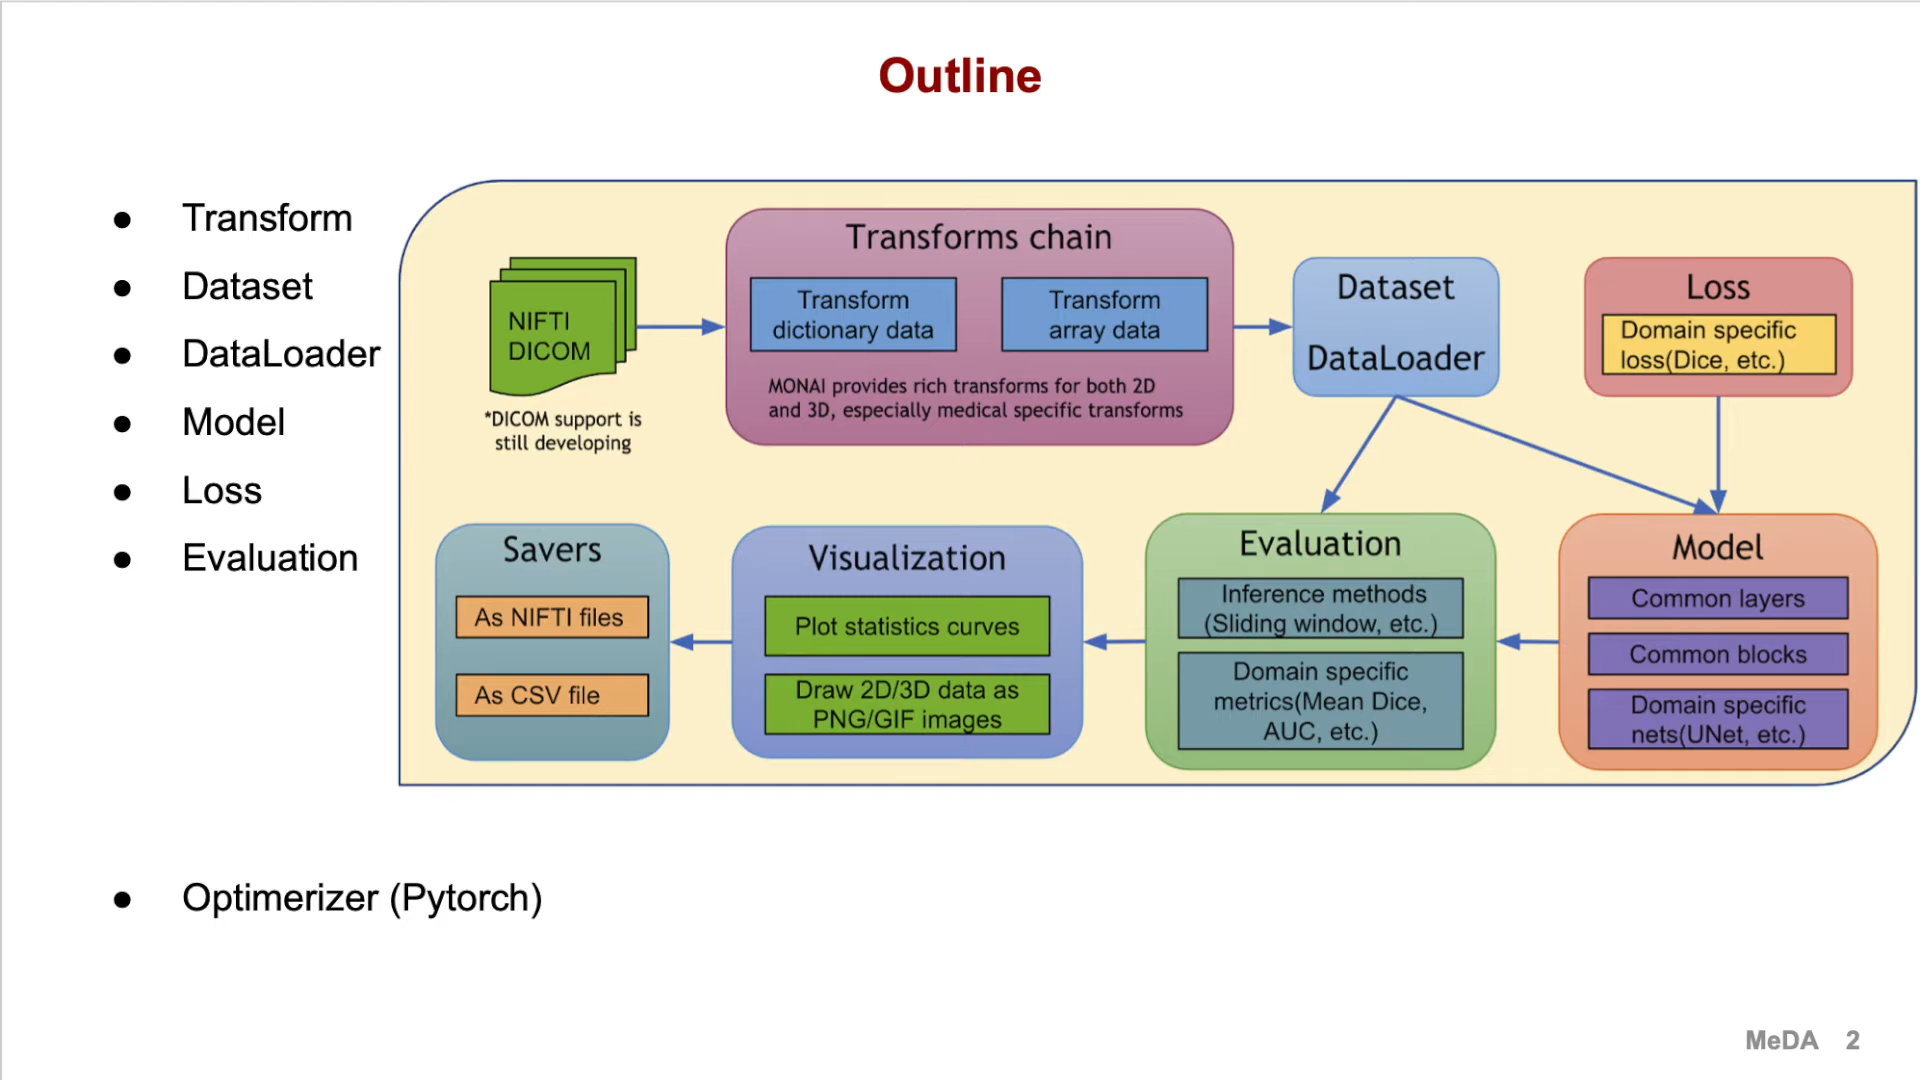 Outline
Transform
Dataset
DataLoader
Model
Loss
Evaluation
NIFTI
DICOM
*DICOM support is
still developing
Transforms chain
Transform
dictionary data
Transform
array data
MONAI provides rich transforms for both 2D
and 3D, especially medical specific transforms
Dataset
DataLoader
Loss
Domain specific
loss(Dice, etc.)
Savers
As NIFTI files
As CSV file
Visualization
Plot statistics curves
Draw 2D/3D data as
PNG/GIF images
Evaluation
Inference methods
(Sliding window, etc.)
Domain specific
metrics(Mean Dice,
AUC, etc.)
Model
Common layers
Common blocks
Domain specific
nets(UNet, etc.)
Optimerizer (Pytorch)
MeDA 2